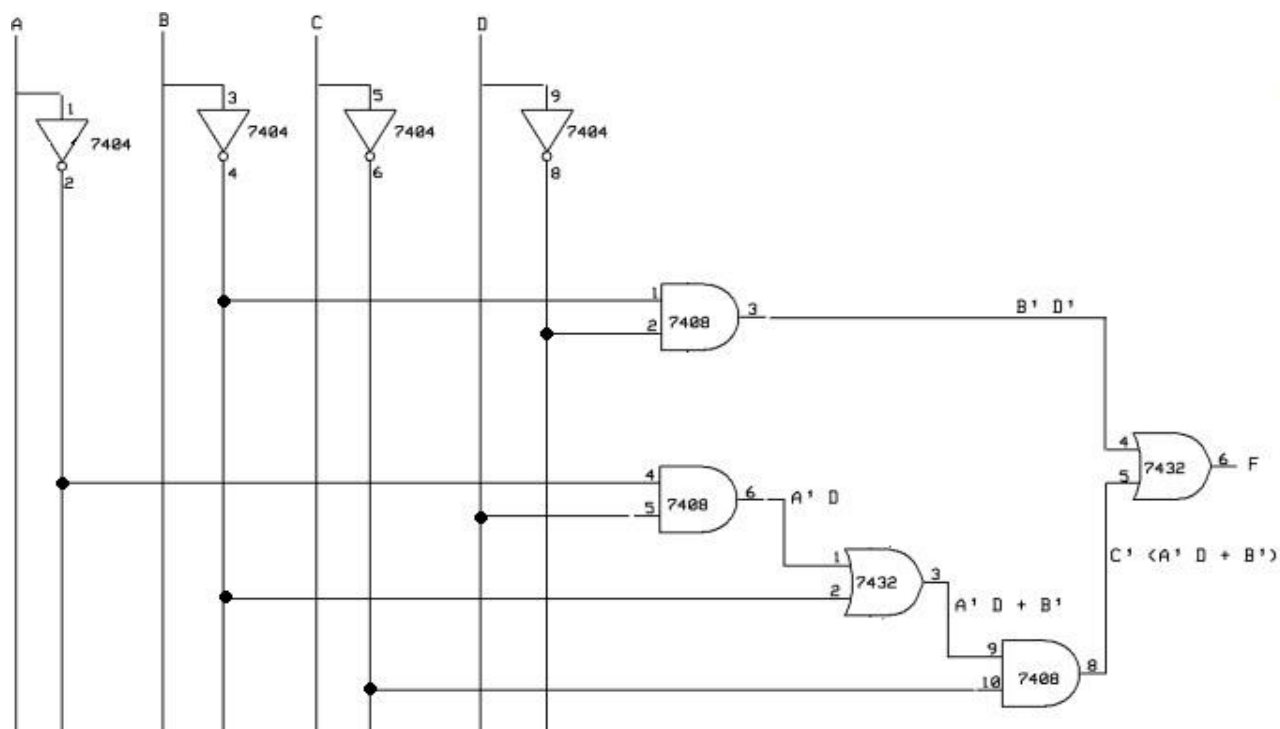 A B C D
1 3 5 9
7404 7404 7404 7404
2 4 6 8
1
2 7408 3 B' D'
4
5 7408 6 A' D
4
5 7432 6 F
1
2 7432 3 A' D + B'
C' (A' D + B')
9
10 7408 8